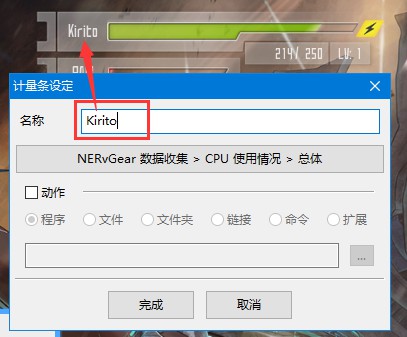 Kirito
214/ 250
LV: 1
计量条设定
名称
Kirito
NERvGear 数据收集 > CPU 使用情况 > 总体
动作
程序 文件 文件夹 链接 命令 扩展
...
完成 取消